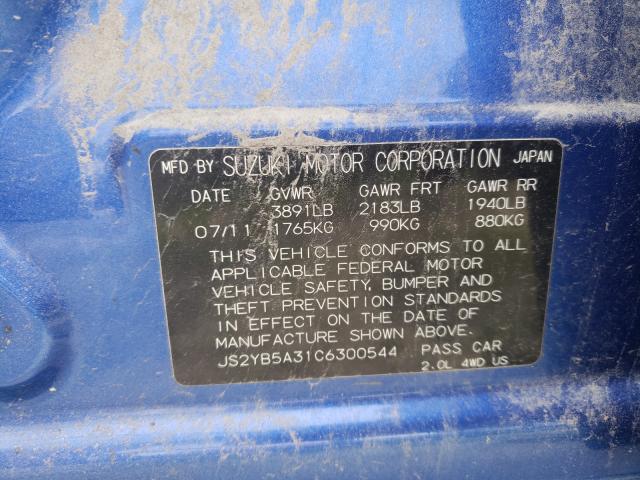 MFD BY SUZUKI MOTOR CORPORATION JAPAN
DATE GVWR GAWR FRT GAWR RR
3891LB 2183LB 1940LB
07/11 1765KG 990KG 880KG
THIS VEHICLE CONFORMS TO ALL
APPLICABLE FEDERAL MOTOR
VEHICLE SAFETY, BUMPER AND
THEFT PREVENTION STANDARDS
IN EFFECT ON THE DATE OF
MANUFACTURE SHOWN ABOVE.
JS2YB5A31C6300544 PASS CAR
2.0L 4WD US